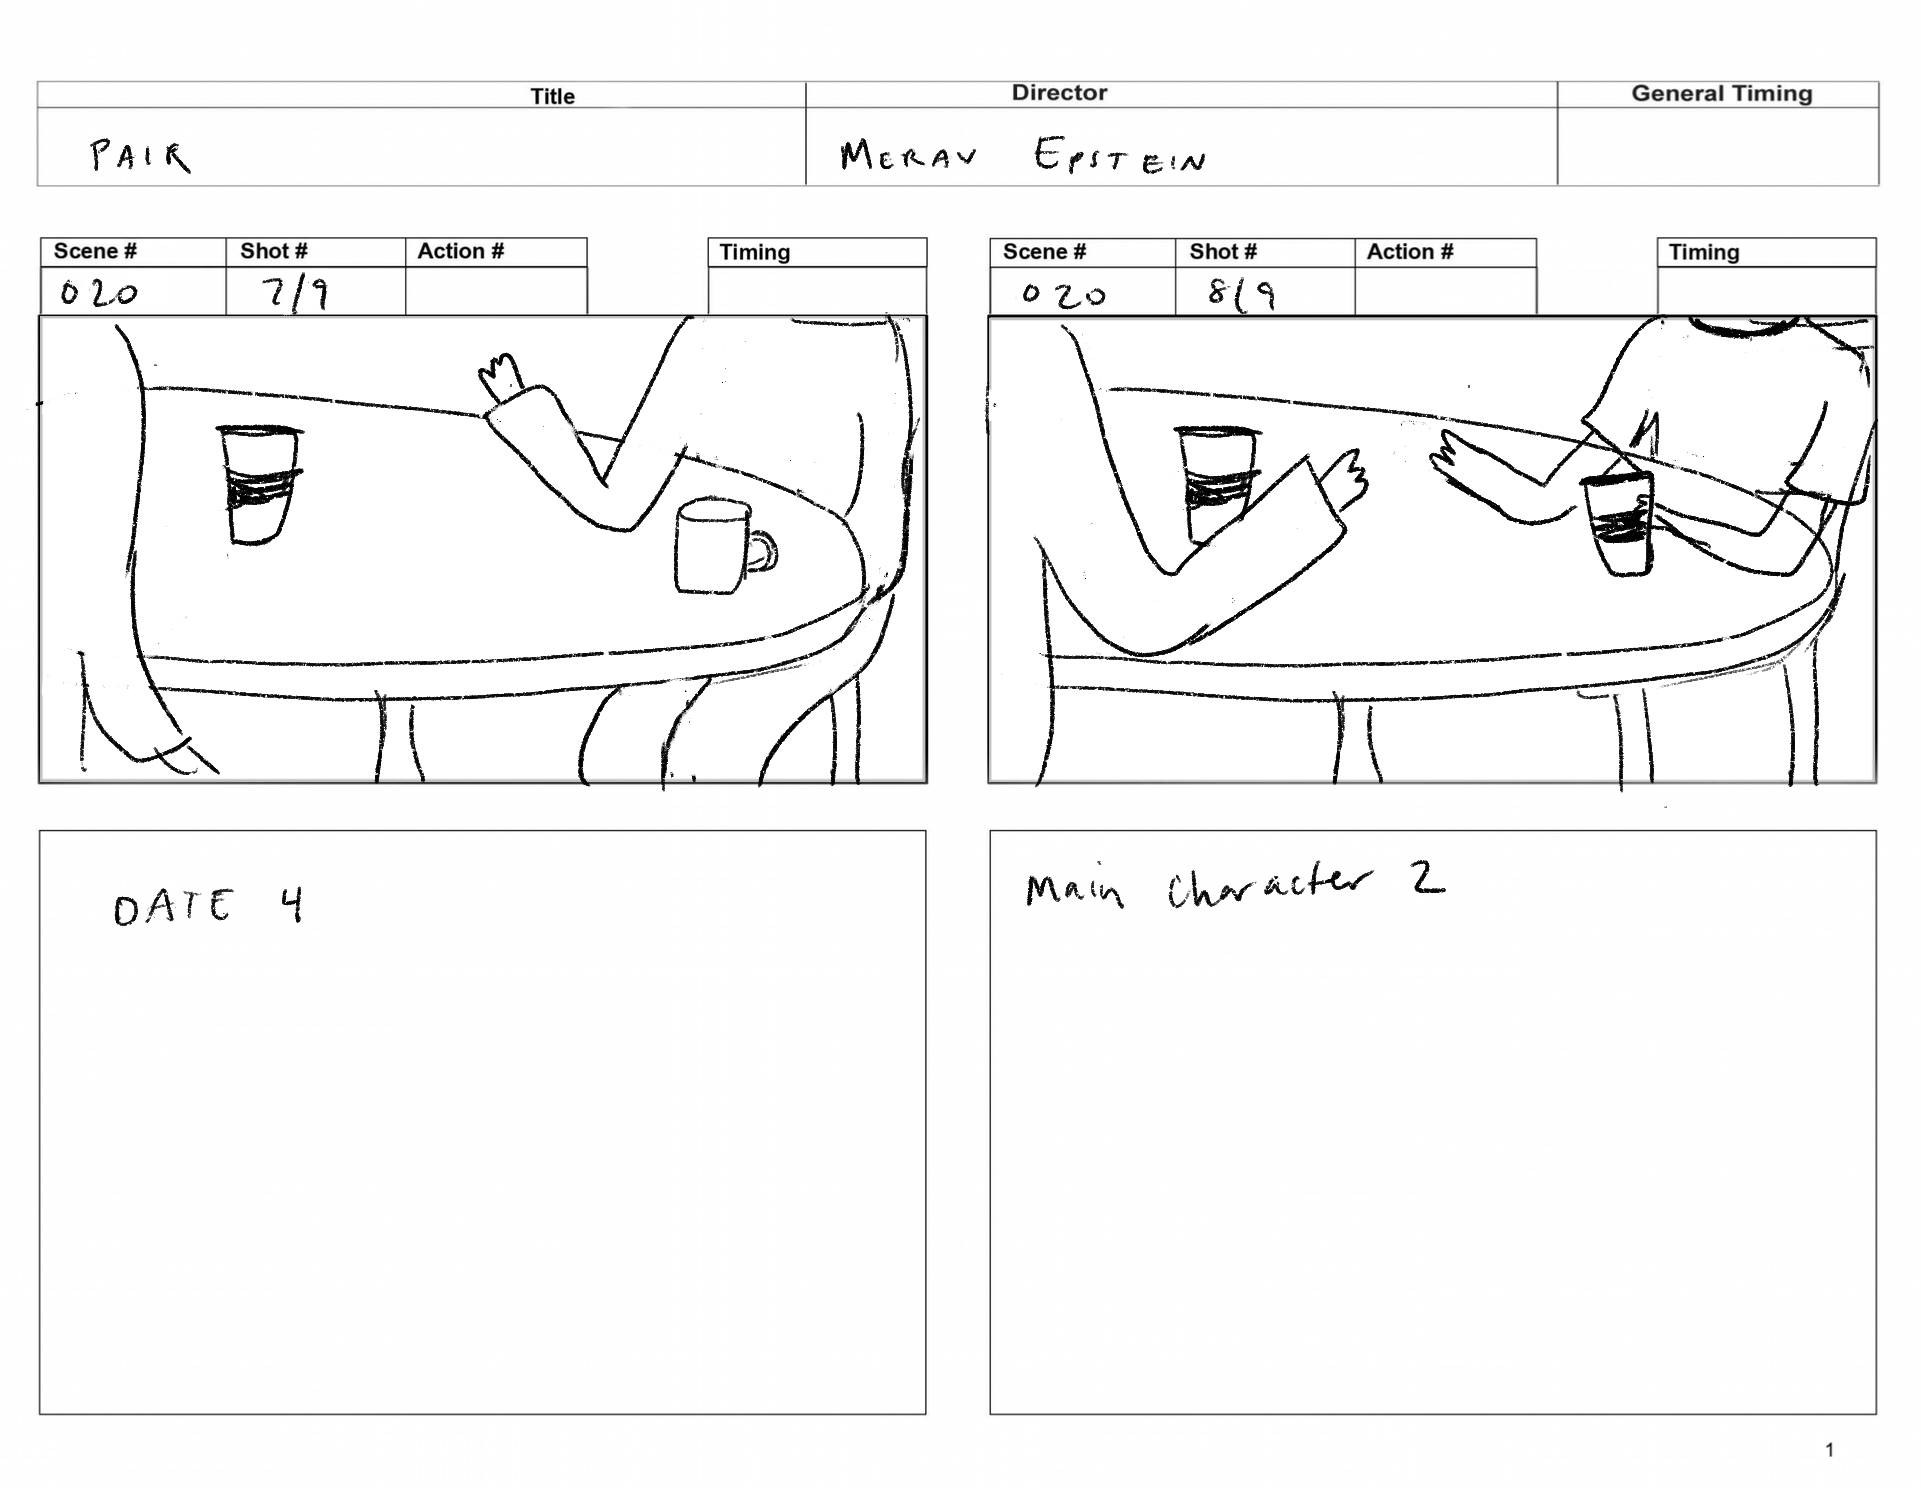 Title Director General Timing
PAIR MERAV EPSTEIN
Scene # Shot # Action # Timing
020 7/9
Scene # Shot # Action # Timing
020 8/9
DATE 4
Main Character 2
1